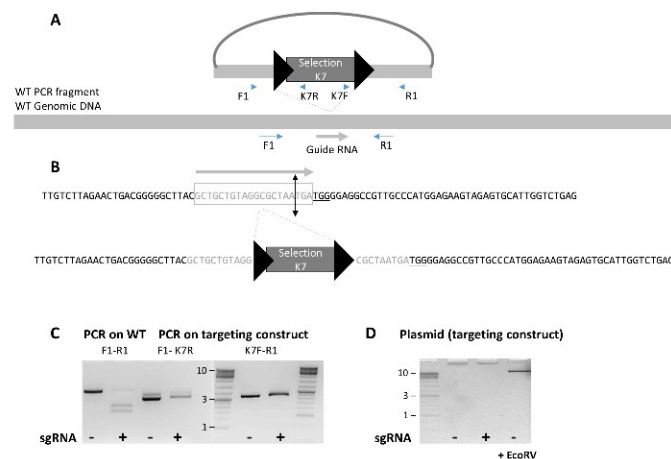 A
Selection
K7
F1 K7R K7F R1
WT PCR fragment
WT Genomic DNA
F1 R1
Guide RNA
B
TTGTCTTAGAACTGACGGGGGCTTACGCTGCTGTAGGCGCTAATGATGGGGAGGCCGTTGCCCATGGAGAAGTAGAGTGCATTGGTCTGAG
TTGTCTTAGAACTGACGGGGGCTTACGCTGCTGTAGG Selection CGCTAATGATGGGGAGGCCGTTGCCCATGGAGAAGTAGAGTGCATTGGTCTGAG
K7
C PCR on WT PCR on targeting construct
F1-R1 F1- K7R K7F-R1
10
3
1
sgRNA - + - + - +
D Plasmid (targeting construct)
10
3
1
sgRNA - + -
+ EcoRV